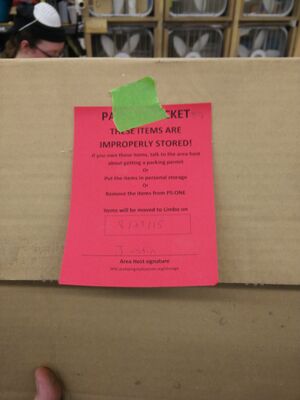 PA CKET
THESE ITEMS ARE
IMPROPERLY STORED!
If you own these items, talk to the area host
about getting a parking permit
Or
Put the items in personal storage
Or
Remove the items from PS:ONE
Items will be moved to Limbo on
Area Host signature